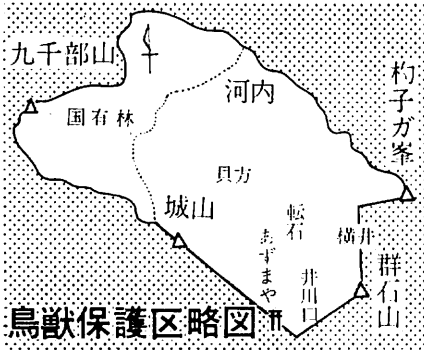 九千部山
国有林
河内
杓子ガ峯
貝方
城山
転石
あずまや
横井
井川口
群石山
鳥獣保護区略図